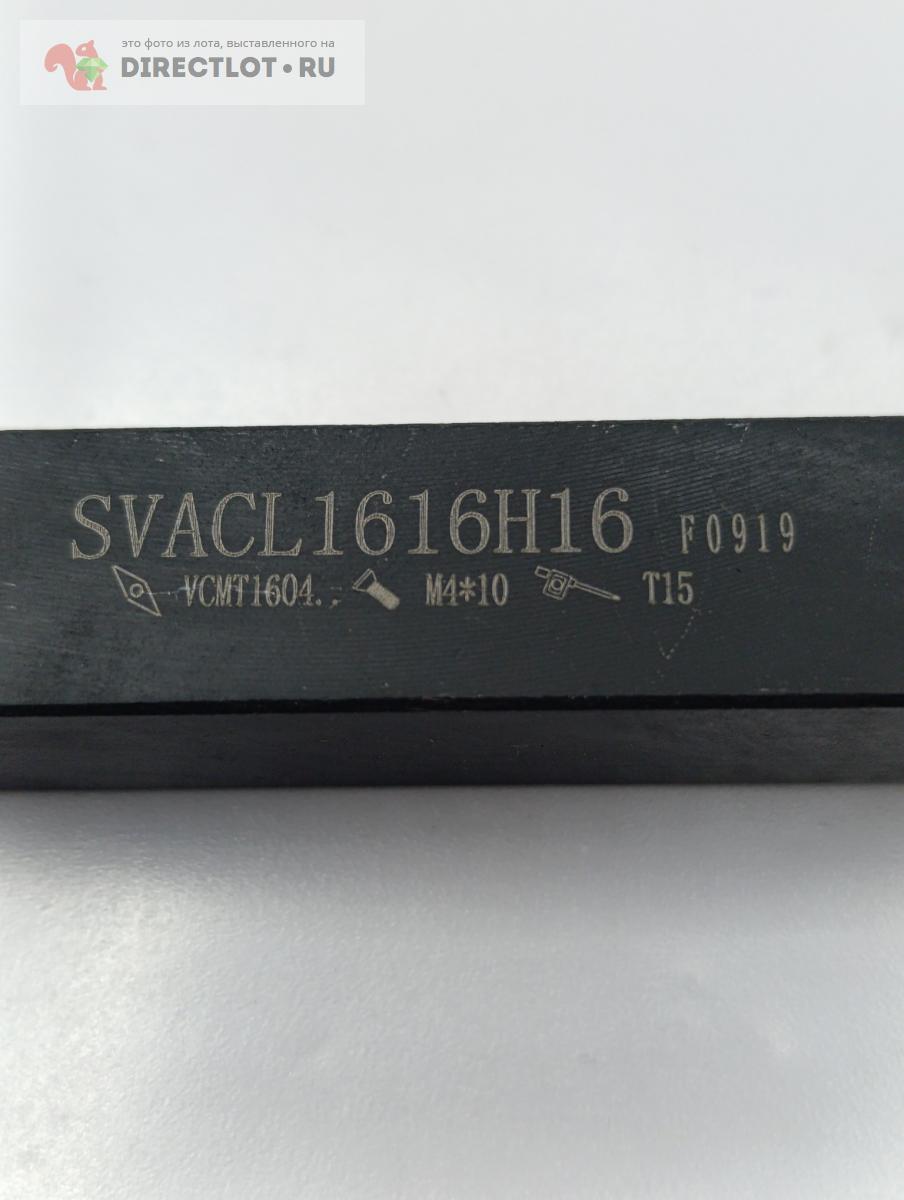 это фото из лота, выставленного на
DIRECTLOT•RU
SVACL1616H16 F0919
VCMT1604.. M4*10 T15